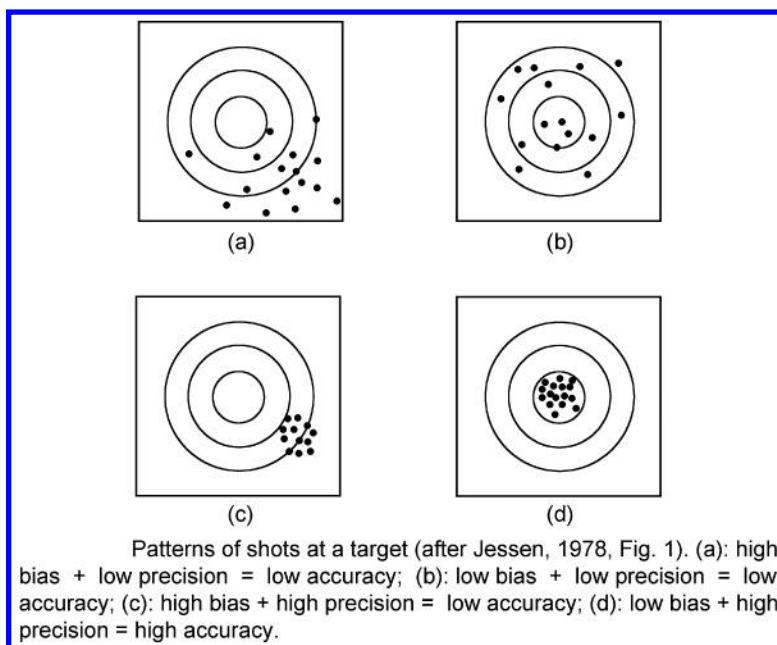 (a)
(b)
(c)
(d)
Patterns of shots at a target (after Jessen, 1978, Fig. 1). (a): high
bias + low precision = low accuracy; (b): low bias + low precision = low
accuracy; (c): high bias + high precision = low accuracy; (d): low bias + high
precision = high accuracy.